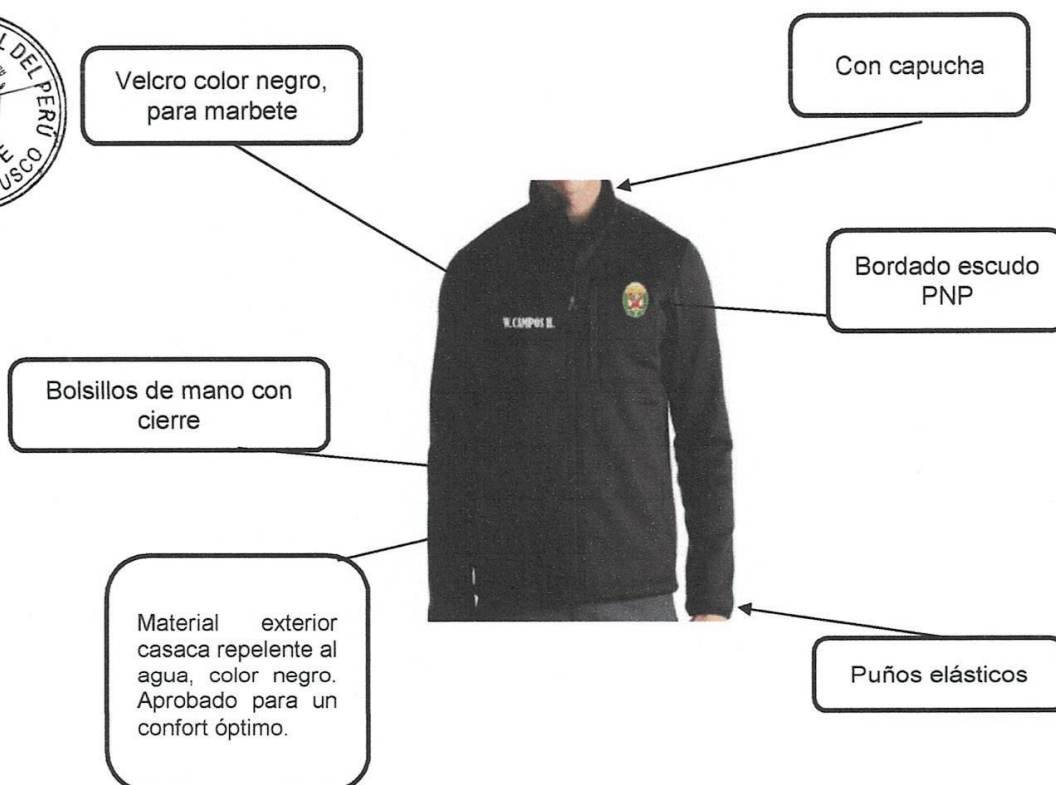 L DEL PERÚ
USCO
Velcro color negro,
para marbete
Con capucha
Bordado escudo
PNP
W.CAMPOS H.
Bolsillos de mano con
cierre
Material exterior
casaca repelente al
agua, color negro.
Aprobado para un
confort óptimo.
Puños elásticos